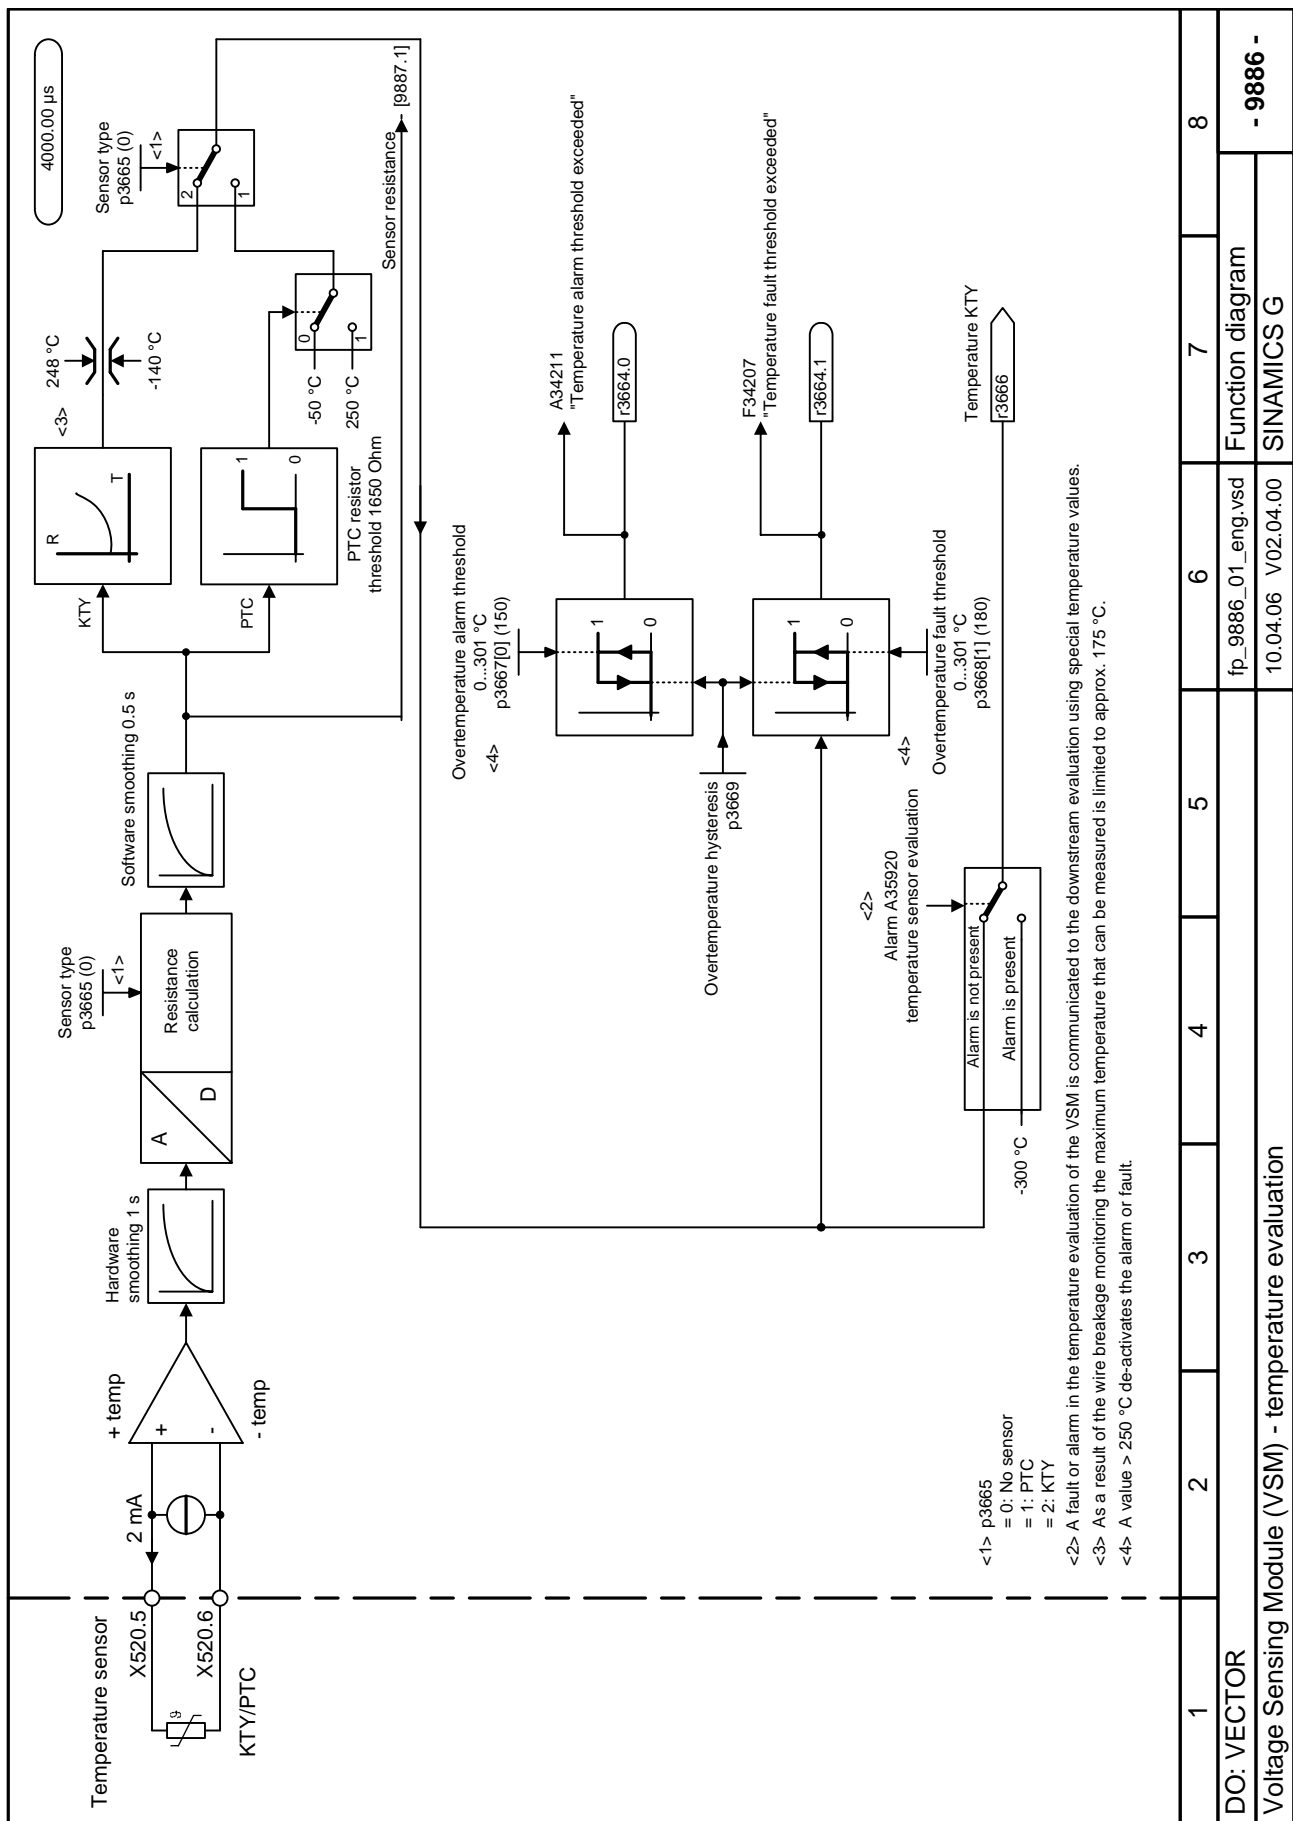 4000.00 µs
Temperature sensor
X520.5
X520.6
ϑ
KTY/PTC
2 mA
+ temp
+
-
- temp
Hardware
smoothing 1 s
A
D
Sensor type
p3665 (0)
<1>
Resistance
calculation
Software smoothing 0.5 s
KTY
PTC
R
T
<3>
1
0
PTC resistor
threshold 1650 Ohm
248 °C
-140 °C
0
-50 °C
250 °C
1
Sensor type
p3665 (0)
<1>
2
1
Sensor resistance
[9887.1]
Overtemperature alarm threshold
0...301 °C
p3667[0] (150)
<4>
1
0
A34211
"Temperature alarm threshold exceeded"
r3664.0
Overtemperature hysteresis
p3669
1
0
F34207
"Temperature fault threshold exceeded"
r3664.1
<4>
Overtemperature fault threshold
0...301 °C
p3668[1] (180)
<2>
Alarm A35920
temperature sensor evaluation
Alarm is not present
Alarm is present
-300 °C
Temperature KTY
r3666
<1> p3665
= 0: No sensor
= 1: PTC
= 2: KTY
<2> A fault or alarm in the temperature evaluation of the VSM is communicated to the downstream evaluation using special temperature values.
<3> As a result of the wire breakage monitoring the maximum temperature that can be measured is limited to approx. 175 °C.
<4> A value > 250 °C de-activates the alarm or fault.
1
2
3
4
5
6
7
8
DO: VECTOR
fp_9886_01_eng.vsd
Function diagram
- 9886 -
Voltage Sensing Module (VSM) - temperature evaluation
10.04.06 V02.04.00
SINAMICS G